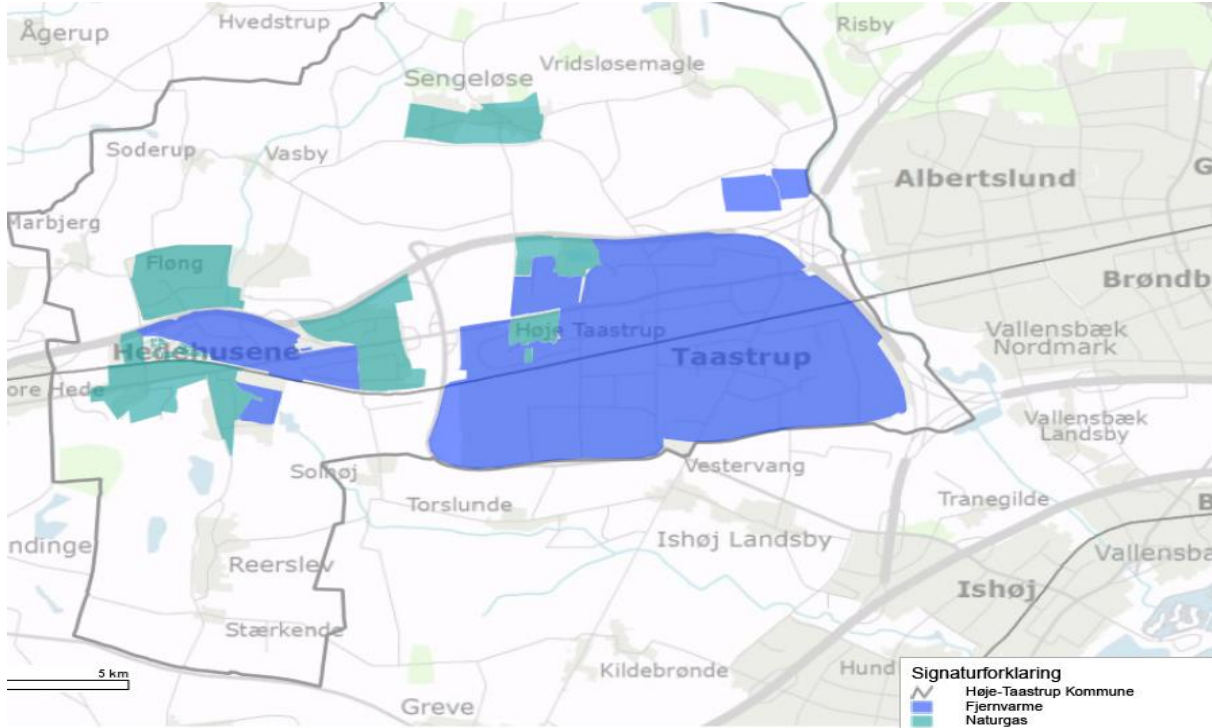 Ågerup
Hvedstrup
Risby
Sengeløse
Vridsløsemagle
Soderup
Vasby
Albertslund
G
Marbjerg
Fløng
Brøndb
Høje Taastrup
Taastrup
Vallensbæk
Nordmark
Hedehusene
ore Hede
Vallensbæk
Landsby
Solhøj
Vestervang
Torslunde
Tranegilde
B
ndinge
Ishøj Landsby
Vallensba
Reerslev
Ishøj
Stærkende
Kildebrønde
Hund
5 km
Greve
Signaturforklaring
Høje-Taastrup Kommune
Fjernvarme
Naturgas